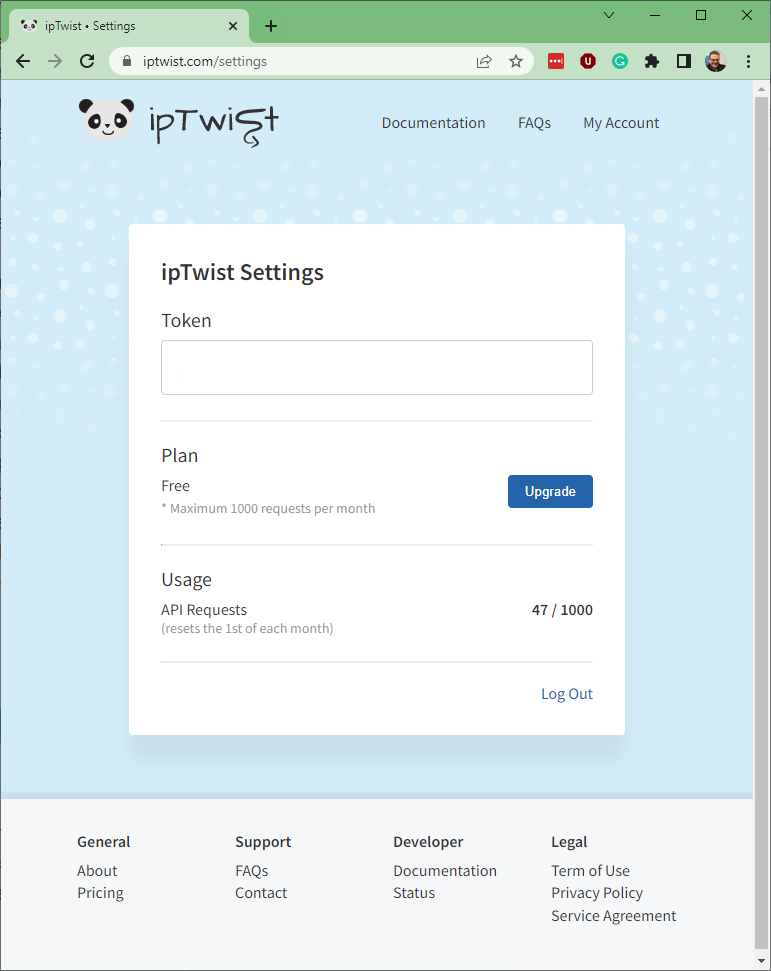 ipTwist • Settings
iptwist.com/settings
ipTwist
Documentation FAQs My Account
ipTwist Settings
Token
Plan
Free
Upgrade
* Maximum 1000 requests per month
Usage
API Requests 47 / 1000
(resets the 1st of each month)
Log Out
General Support Developer Legal
About FAQs Documentation Term of Use
Pricing Contact Status Privacy Policy
Service Agreement